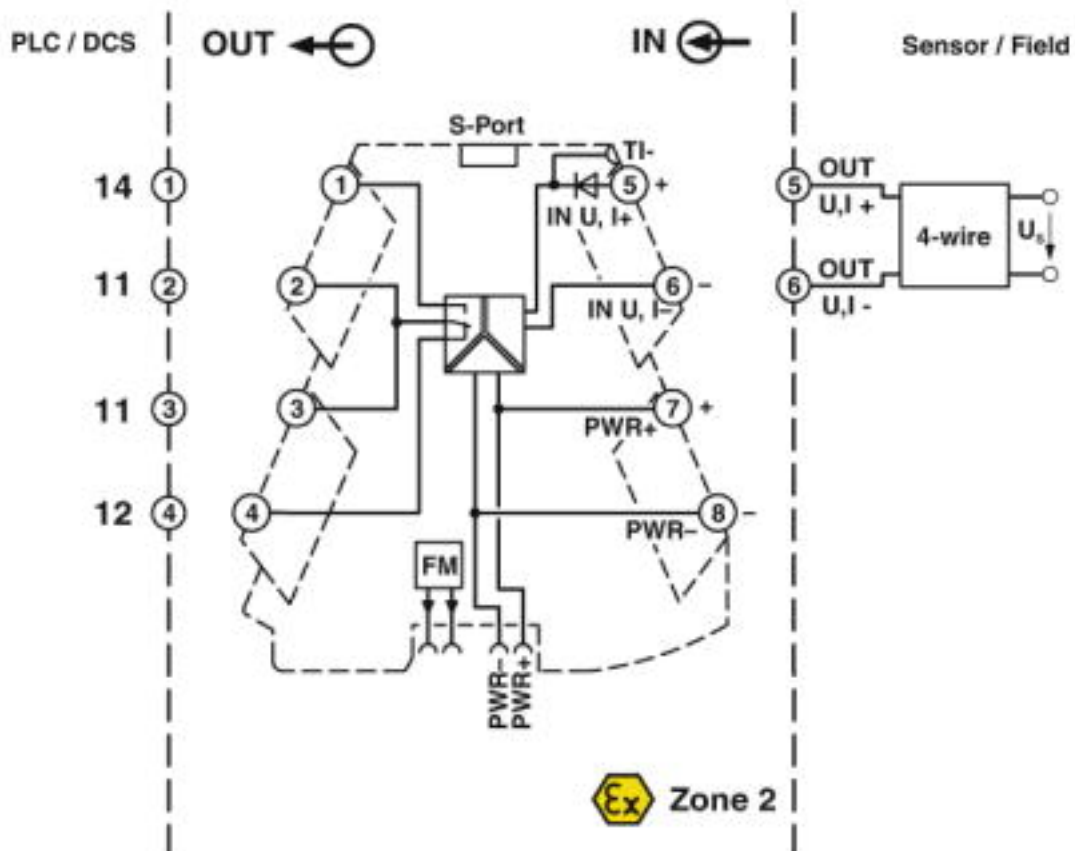 PLC / DCS
OUT
IN
Sensor / Field
S-Port
TI-
14 1
1
5 +
5
OUT
U,I +
IN U, I+
4-wire
Us
11 2
2
6 –
6
OUT
U,I -
IN U, I–
11 3
3
7 +
PWR+
12 4
4
8 –
PWR–
FM
PWR–
PWR+
Ex Zone 2